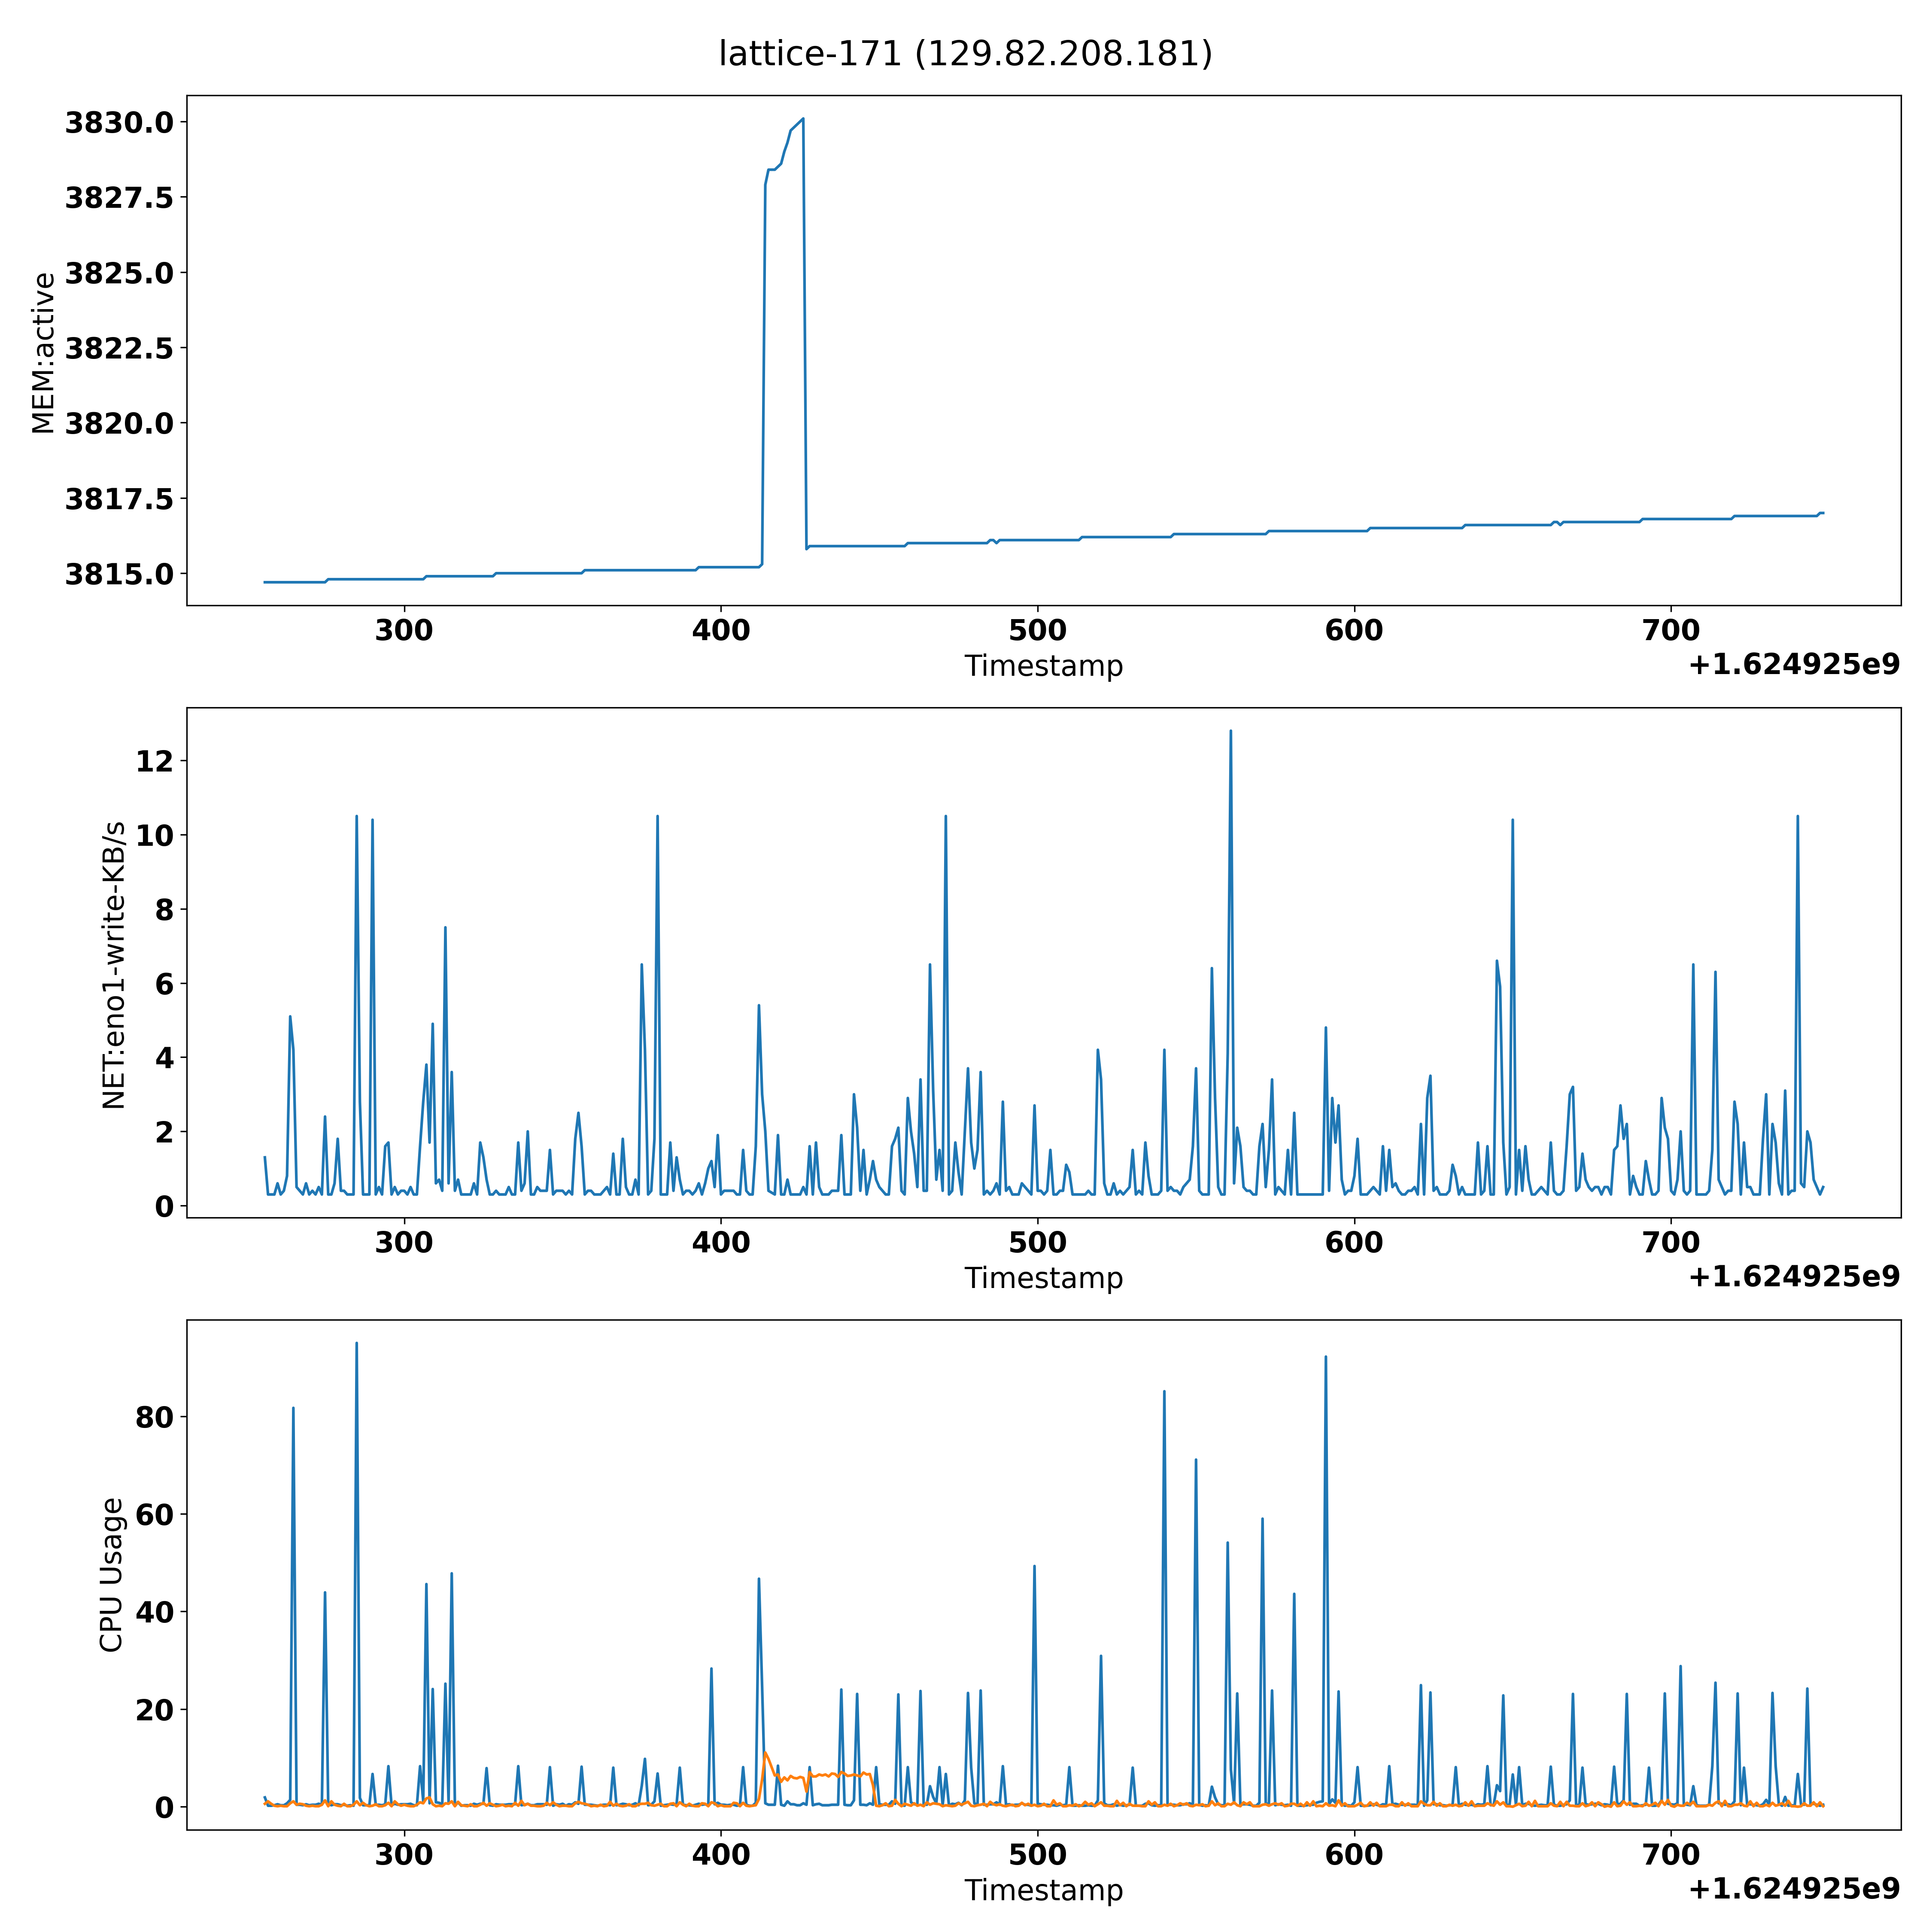 lattice-171 (129.82.208.181)
MEM:active
3830.0
3827.5
3825.0
3822.5
3820.0
3817.5
3815.0
300 400 500 600 700
Timestamp
+1.624925e9
NET:eno1-write-KB/s
12
10
8
6
4
2
0
300 400 500 600 700
Timestamp
+1.624925e9
CPU Usage
80
60
40
20
0
300 400 500 600 700
Timestamp
+1.624925e9